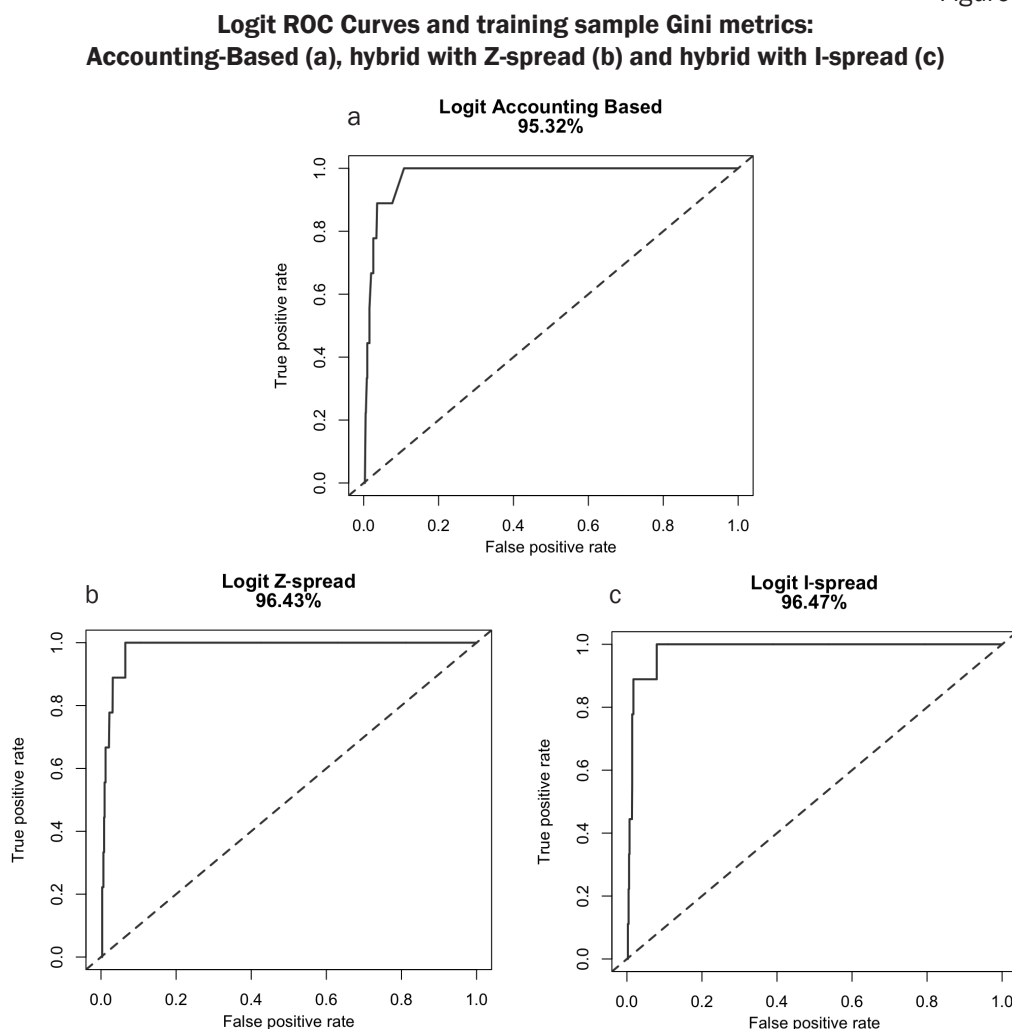 Figure
Logit ROC Curves and training sample Gini metrics:
Accounting-Based (a), hybrid with Z-spread (b) and hybrid with I-spread (c)
a
Logit Accounting Based
95.32%
True positive rate
0.0 0.2 0.4 0.6 0.8 1.0
0.0 0.2 0.4 0.6 0.8 1.0
False positive rate
b
Logit Z-spread
96.43%
True positive rate
0.0 0.2 0.4 0.6 0.8 1.0
0.0 0.2 0.4 0.6 0.8 1.0
False positive rate
c
Logit I-spread
96.47%
True positive rate
0.0 0.2 0.4 0.6 0.8 1.0
0.0 0.2 0.4 0.6 0.8 1.0
False positive rate